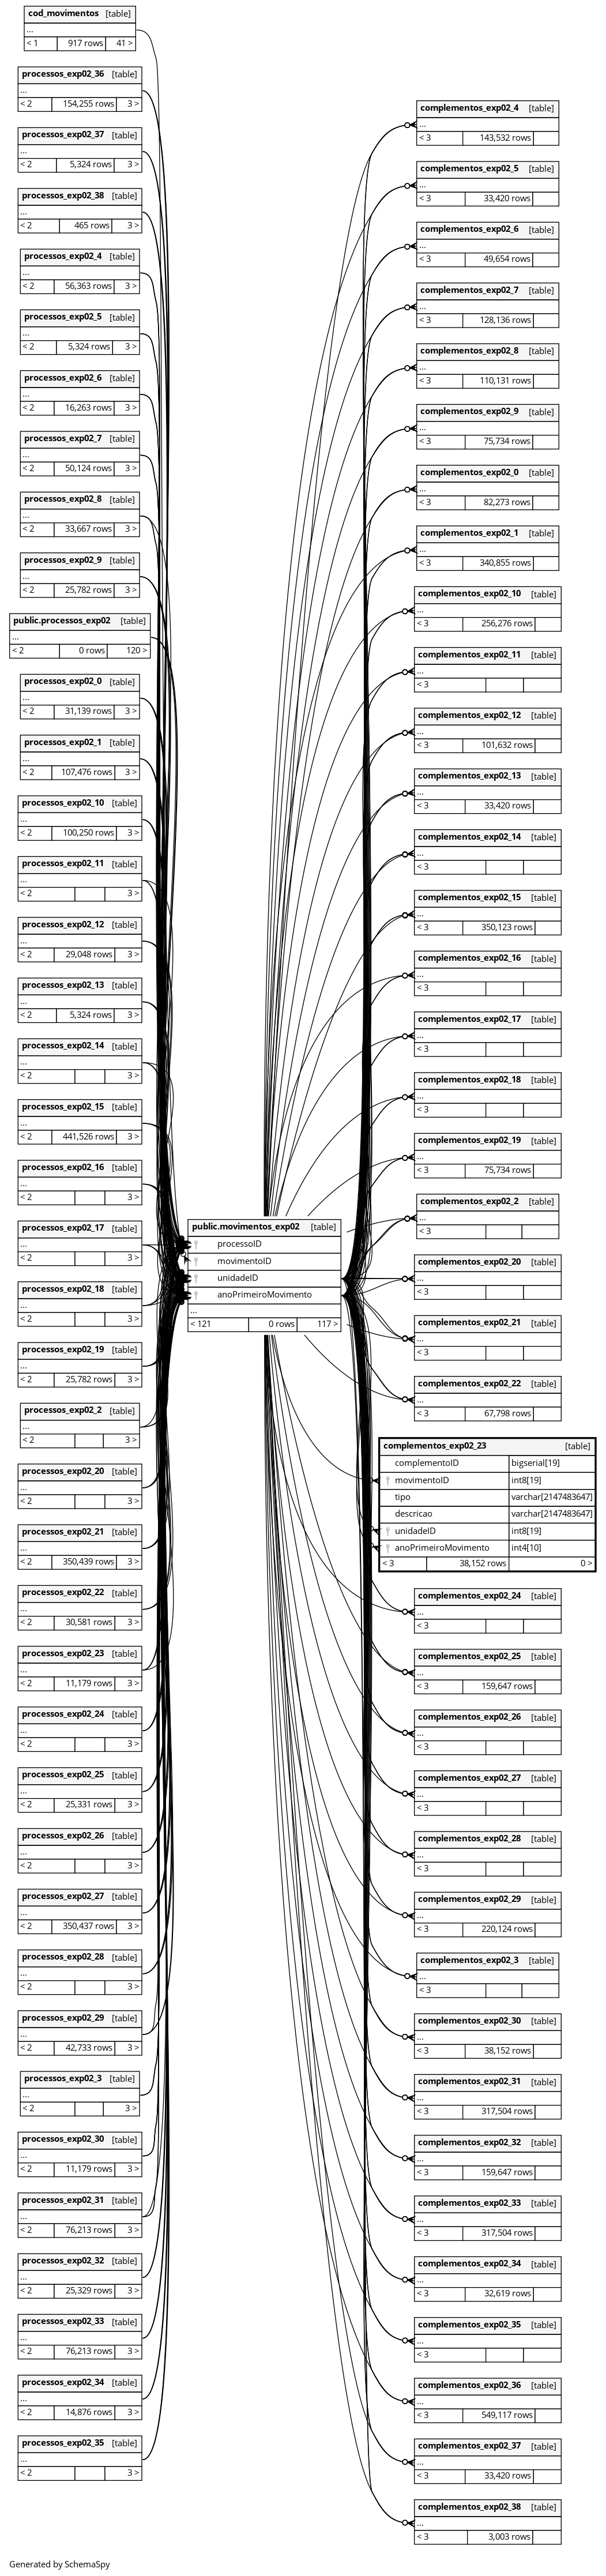 cod_movimentos [table]
...
< 1 917 rows 41 >
processos_exp02_36 [table]
...
< 2 154,255 rows 3 >
processos_exp02_37 [table]
...
< 2 5,324 rows 3 >
processos_exp02_38 [table]
...
< 2 465 rows 3 >
processos_exp02_4 [table]
...
< 2 56,363 rows 3 >
processos_exp02_5 [table]
...
< 2 5,324 rows 3 >
processos_exp02_6 [table]
...
< 2 16,263 rows 3 >
processos_exp02_7 [table]
...
< 2 50,124 rows 3 >
processos_exp02_8 [table]
...
< 2 33,667 rows 3 >
processos_exp02_9 [table]
...
< 2 25,782 rows 3 >
public.processos_exp02 [table]
...
< 2 0 rows 120 >
processos_exp02_0 [table]
...
< 2 31,139 rows 3 >
processos_exp02_1 [table]
...
< 2 107,476 rows 3 >
processos_exp02_10 [table]
...
< 2 100,250 rows 3 >
processos_exp02_11 [table]
...
< 2 3 >
processos_exp02_12 [table]
...
< 2 29,048 rows 3 >
processos_exp02_13 [table]
...
< 2 5,324 rows 3 >
processos_exp02_14 [table]
...
< 2 3 >
processos_exp02_15 [table]
...
< 2 441,526 rows 3 >
processos_exp02_16 [table]
...
< 2 3 >
processos_exp02_17 [table]
...
< 2 3 >
processos_exp02_18 [table]
...
< 2 3 >
processos_exp02_19 [table]
...
< 2 25,782 rows 3 >
processos_exp02_2 [table]
...
< 2 3 >
processos_exp02_20 [table]
...
< 2 3 >
processos_exp02_21 [table]
...
< 2 350,439 rows 3 >
processos_exp02_22 [table]
...
< 2 30,581 rows 3 >
processos_exp02_23 [table]
...
< 2 11,179 rows 3 >
processos_exp02_24 [table]
...
< 2 3 >
processos_exp02_25 [table]
...
< 2 25,331 rows 3 >
processos_exp02_26 [table]
...
< 2 3 >
processos_exp02_27 [table]
...
< 2 350,437 rows 3 >
processos_exp02_28 [table]
...
< 2 3 >
processos_exp02_29 [table]
...
< 2 42,733 rows 3 >
processos_exp02_3 [table]
...
< 2 3 >
processos_exp02_30 [table]
...
< 2 11,179 rows 3 >
processos_exp02_31 [table]
...
< 2 76,213 rows 3 >
processos_exp02_32 [table]
...
< 2 25,329 rows 3 >
processos_exp02_33 [table]
...
< 2 76,213 rows 3 >
processos_exp02_34 [table]
...
< 2 14,876 rows 3 >
processos_exp02_35 [table]
...
< 2 3 >
public.movimentos_exp02 [table]
processoID
movimentoID
unidadeID
anoPrimeiroMovimento
...
< 121 0 rows 117 >
complementos_exp02_4 [table]
...
< 3 143,532 rows
complementos_exp02_5 [table]
...
< 3 33,420 rows
complementos_exp02_6 [table]
...
< 3 49,654 rows
complementos_exp02_7 [table]
...
< 3 128,136 rows
complementos_exp02_8 [table]
...
< 3 110,131 rows
complementos_exp02_9 [table]
...
< 3 75,734 rows
complementos_exp02_0 [table]
...
< 3 82,273 rows
complementos_exp02_1 [table]
...
< 3 340,855 rows
complementos_exp02_10 [table]
...
< 3 256,276 rows
complementos_exp02_11 [table]
...
< 3
complementos_exp02_12 [table]
...
< 3 101,632 rows
complementos_exp02_13 [table]
...
< 3 33,420 rows
complementos_exp02_14 [table]
...
< 3
complementos_exp02_15 [table]
...
< 3 350,123 rows
complementos_exp02_16 [table]
...
< 3
complementos_exp02_17 [table]
...
< 3
complementos_exp02_18 [table]
...
< 3
complementos_exp02_19 [table]
...
< 3 75,734 rows
complementos_exp02_2 [table]
...
< 3
complementos_exp02_20 [table]
...
< 3
complementos_exp02_21 [table]
...
< 3
complementos_exp02_22 [table]
...
< 3 67,798 rows
complementos_exp02_23 [table]
complementoID bigserial[19]
movimentoID int8[19]
tipo varchar[2147483647]
descricao varchar[2147483647]
unidadeID int8[19]
anoPrimeiroMovimento int4[10]
< 3 38,152 rows 0 >
complementos_exp02_24 [table]
...
< 3
complementos_exp02_25 [table]
...
< 3 159,647 rows
complementos_exp02_26 [table]
...
< 3
complementos_exp02_27 [table]
...
< 3
complementos_exp02_28 [table]
...
< 3
complementos_exp02_29 [table]
...
< 3 220,124 rows
complementos_exp02_3 [table]
...
< 3
complementos_exp02_30 [table]
...
< 3 38,152 rows
complementos_exp02_31 [table]
...
< 3 317,504 rows
complementos_exp02_32 [table]
...
< 3 159,647 rows
complementos_exp02_33 [table]
...
< 3 317,504 rows
complementos_exp02_34 [table]
...
< 3 32,619 rows
complementos_exp02_35 [table]
...
< 3
complementos_exp02_36 [table]
...
< 3 549,117 rows
complementos_exp02_37 [table]
...
< 3 33,420 rows
complementos_exp02_38 [table]
...
< 3 3,003 rows
Generated by SchemaSpy